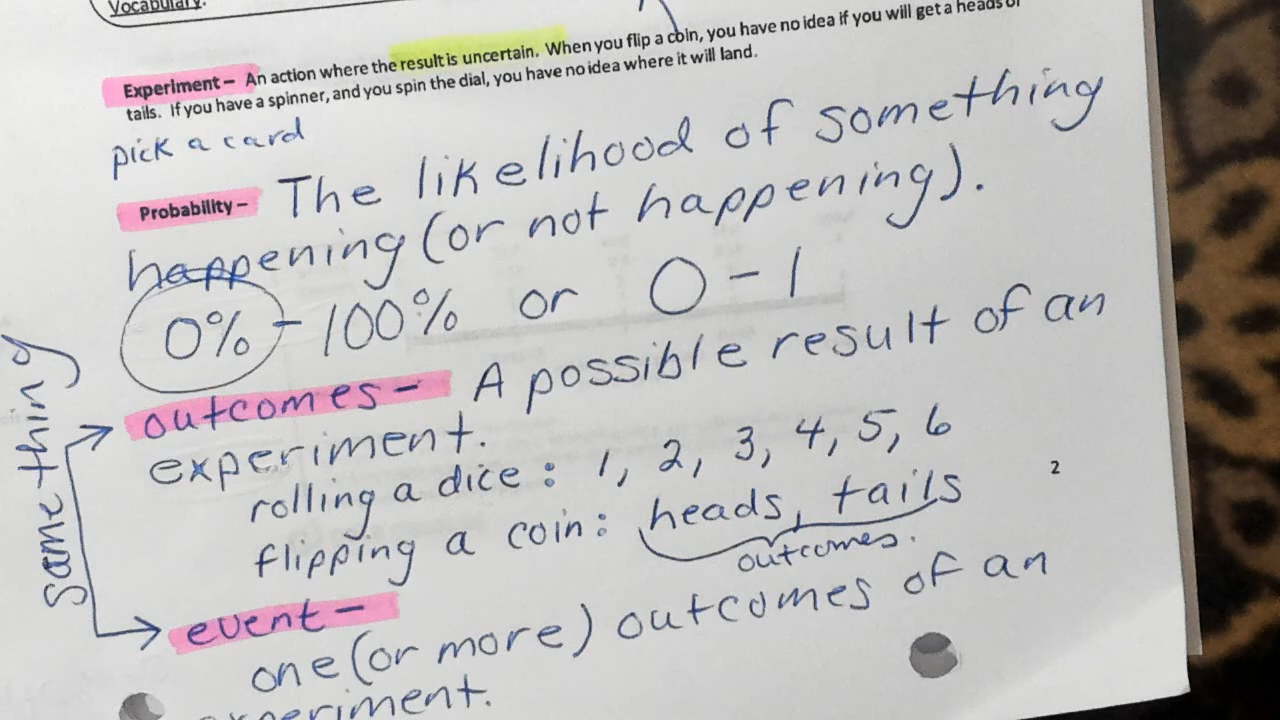 Vocabulary:
Experiment – An action where the result is uncertain. When you flip a coin, you have no idea if you will get a heads or
tails. If you have a spinner, and you spin the dial, you have no idea where it will land.
pick a card
Probability – The likelihood of something
happening (or not happening).
0% - 100% or 0 - 1
outcomes - A possible result of an
experiment.
rolling a dice : 1, 2, 3, 4, 5, 6
flipping a coin: heads, tails
outcomes.
2
same thing
event -
one (or more) outcomes of an
experiment.